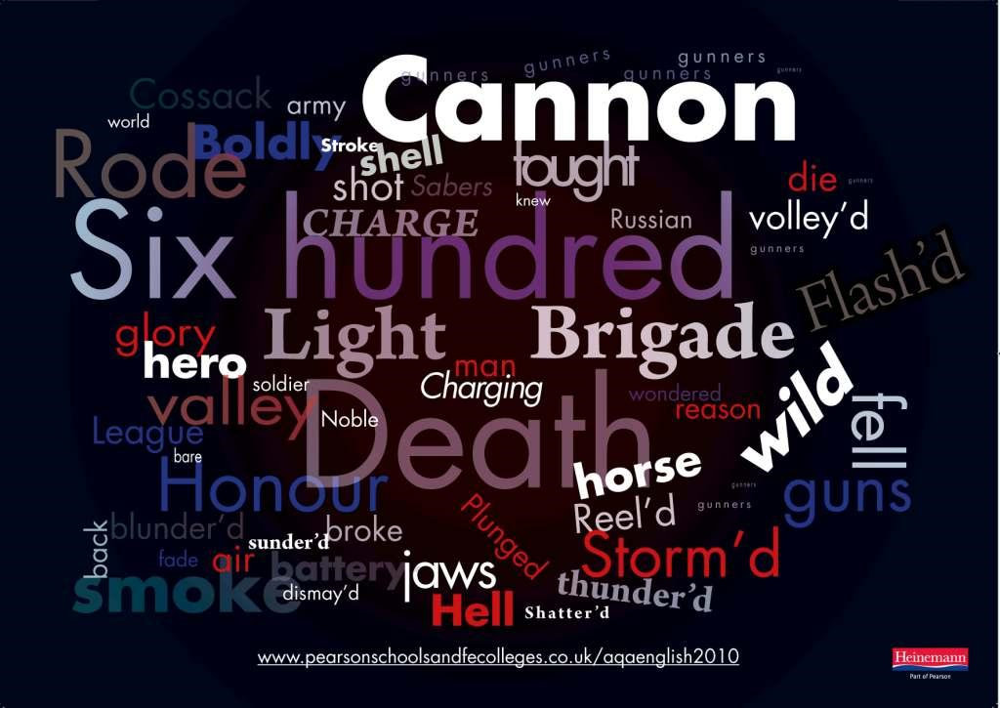 gunners gunners gunners
gunners gunners gunners
Cannon
Cossack army
world
Boldly Stroke
shell
Rode
shot Sabers
fought
knew
die gunners
CHARGE
Russian volley'd
gunners
Six hundred
Flash'd
glory
Light Brigade
hero
man
soldier Charging
wondered
valley
Noble
reason
wild
fell
League
bare
Death
horse
gunners
Honour
guns
Reel'd gunners
Plunged
back
blunder'd
sunder'd
broke
fade air
battery
jaws
Storm'd
smoke
dismay'd
thunder'd
Hell Shatter'd
www.pearsonschoolsandfecolleges.co.uk/aqaenglish2010
Heinemann
Part of Pearson